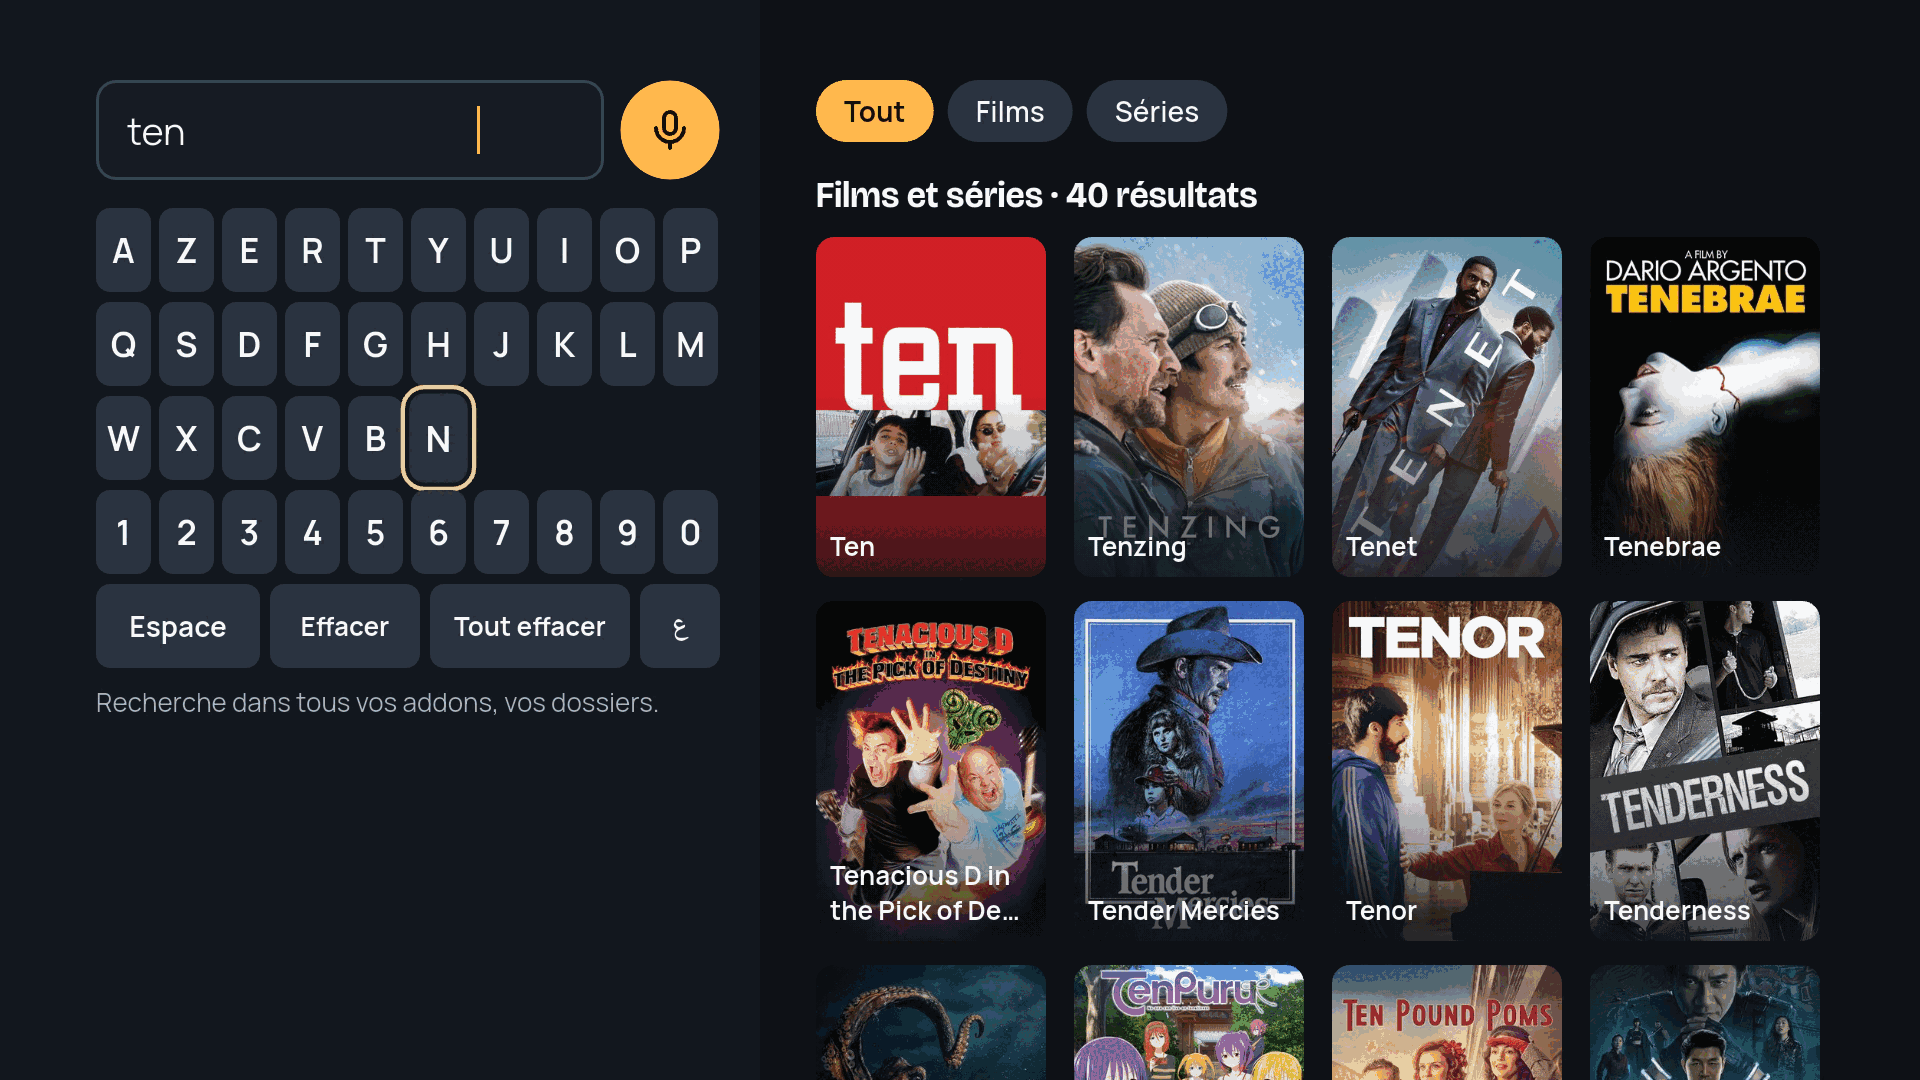 ten
A Z E R T Y U I O P
Q S D F G H J K L M
W X C V B N
1 2 3 4 5 6 7 8 9 0
Espace Effacer Tout effacer ع
Recherche dans tous vos addons, vos dossiers.
Tout Films Séries
Films et séries · 40 résultats
ten
Ten
TENZING
Tenzing
TENET
Tenet
A FILM BY
DARIO ARGENTO
TENEBRAE
Tenebrae
TENACIOUS D
IN
THE PICK OF DESTINY
Tenacious D in
the Pick of De...
Tender
Mercies
Tender Mercies
TENOR
Tenor
TENDERNESS
Tenderness
TenPuru
TEN POUND POMS